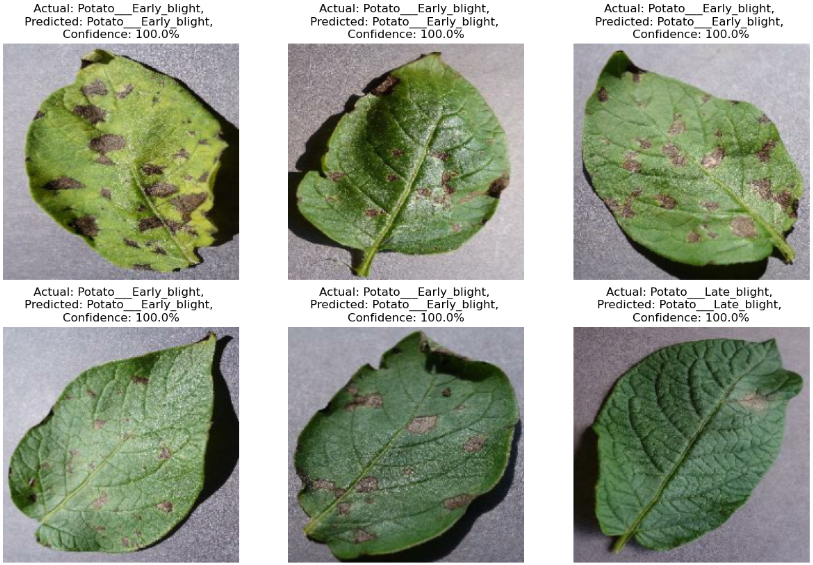 Actual: Potato___Early_blight,
Predicted: Potato___Early_blight,
Confidence: 100.0%
Actual: Potato___Early_blight,
Predicted: Potato___Early_blight,
Confidence: 100.0%
Actual: Potato___Early_blight,
Predicted: Potato___Early_blight,
Confidence: 100.0%
Actual: Potato___Early_blight,
Predicted: Potato___Early_blight,
Confidence: 100.0%
Actual: Potato___Early_blight,
Predicted: Potato___Early_blight,
Confidence: 100.0%
Actual: Potato___Late_blight,
Predicted: Potato___Late_blight,
Confidence: 100.0%